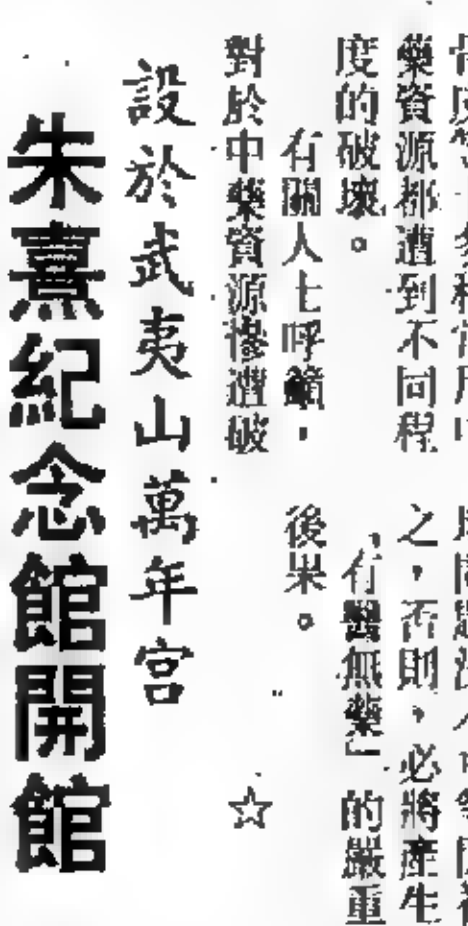 藥資源都遭到不同程
度的破壞。
有關人士呼籲，
對於中藥資源慘遭破
之，否則，必將產生
「有醫無藥」的嚴重
後果。
☆
設於武夷山萬年宮
朱熹紀念館開館